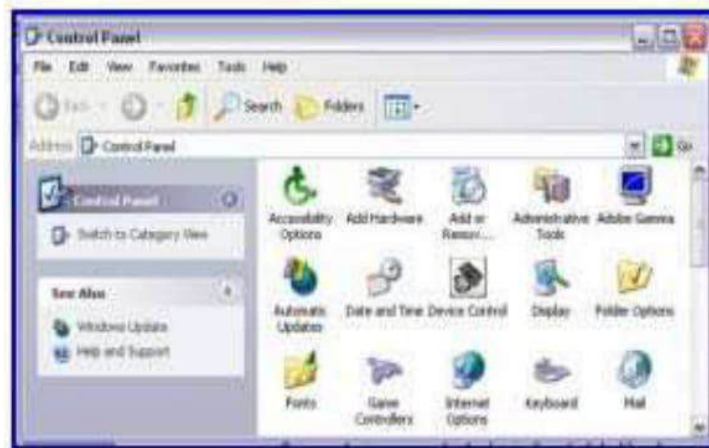 Control Panel
File Edit View Favorites Tools Help
Back Search Folders
Address Control Panel Go
Control Panel
Switch to Category View
See Also
Windows Update
Help and Support
Accessibility Options
Add Hardware
Add or Remov...
Administrative Tools
Adobe Gamma
Automatic Updates
Date and Time
Device Control
Display
Folder Options
Fonts
Game Controllers
Internet Options
Keyboard
Mail